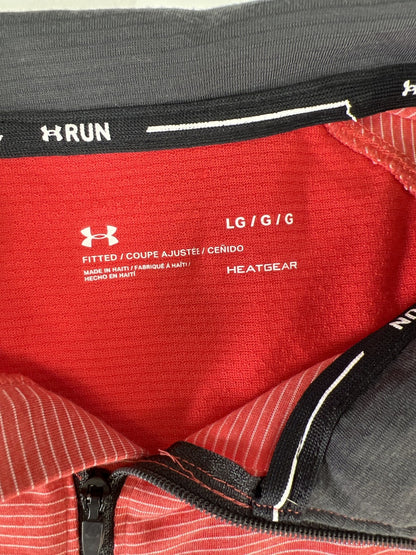 RUN
LG / G / G
FITTED / COUPE AJUSTÉE / CEÑIDO
MADE IN HAITI / FABRIQUÉ À HAÏTI /
HECHO EN HAITÍ
HEATGEAR